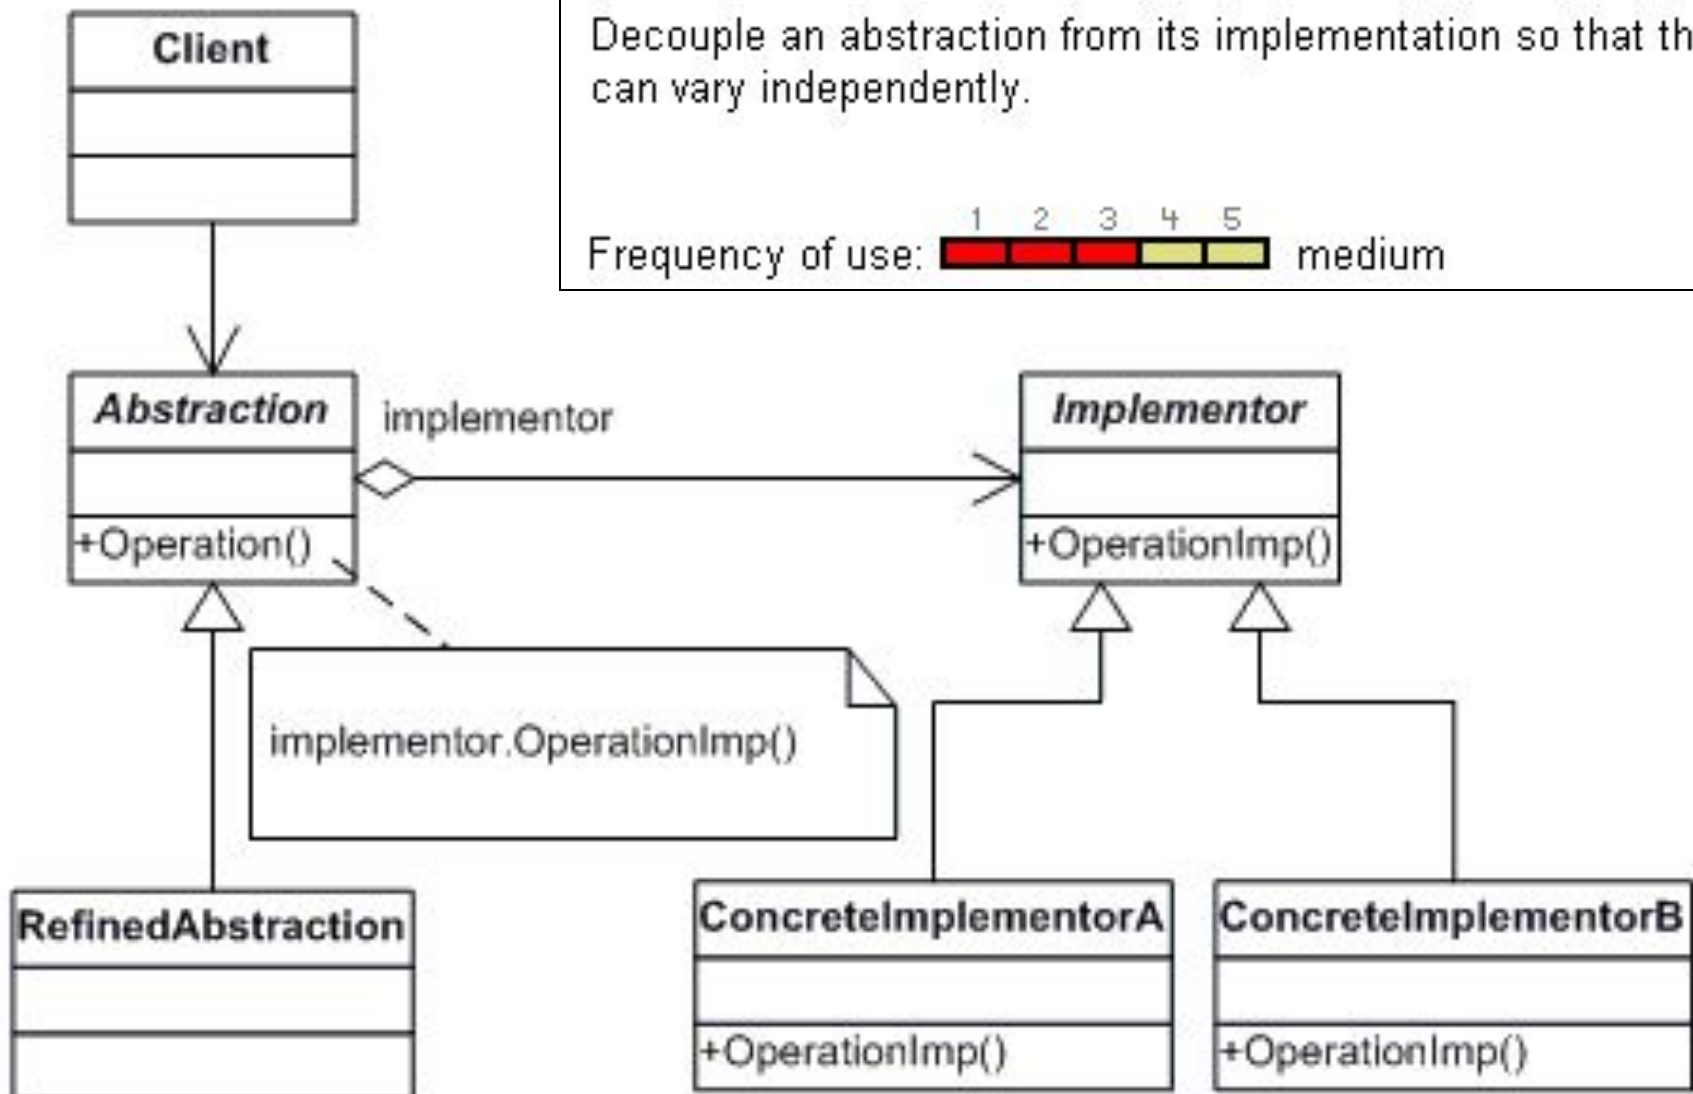 Client
Decouple an abstraction from its implementation so that th
can vary independently.
1 2 3 4 5
Frequency of use: medium
Abstraction
implementor
Implementor
+Operation()
+OperationImp()
implementor.OperationImp()
RefinedAbstraction
ConcreteImplementorA
ConcreteImplementorB
+OperationImp()
+OperationImp()